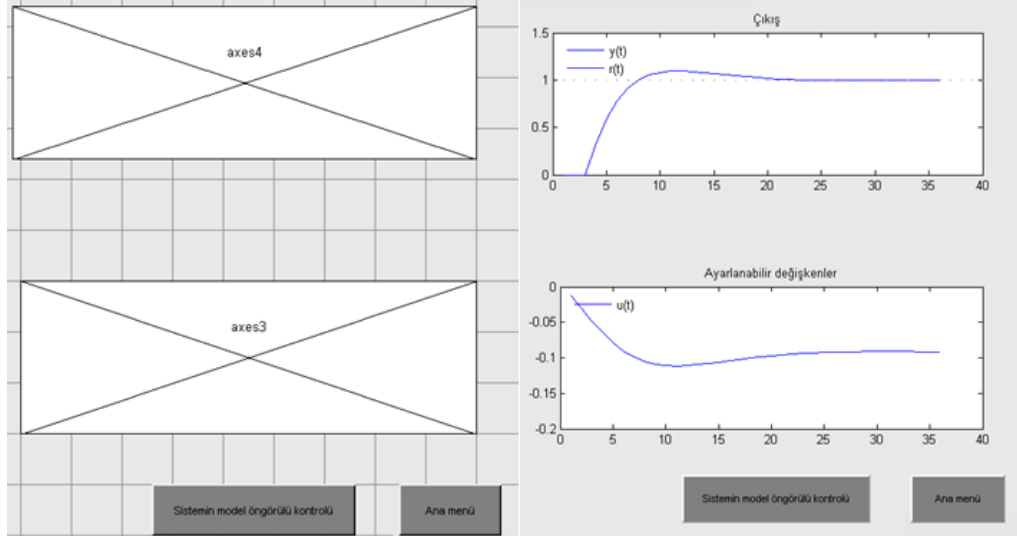 axes4
axes3
Sistemin model öngörülü kontrolü
Ana menü
Çıkış
1.5
1
0.5
0
y(t)
r(t)
0 5 10 15 20 25 30 35 40
Ayarlanabilir değişkenler
0
-0.05
-0.1
-0.15
-0.2
u(t)
0 5 10 15 20 25 30 35 40
Sistemin model öngörülü kontrolü
Ana menü